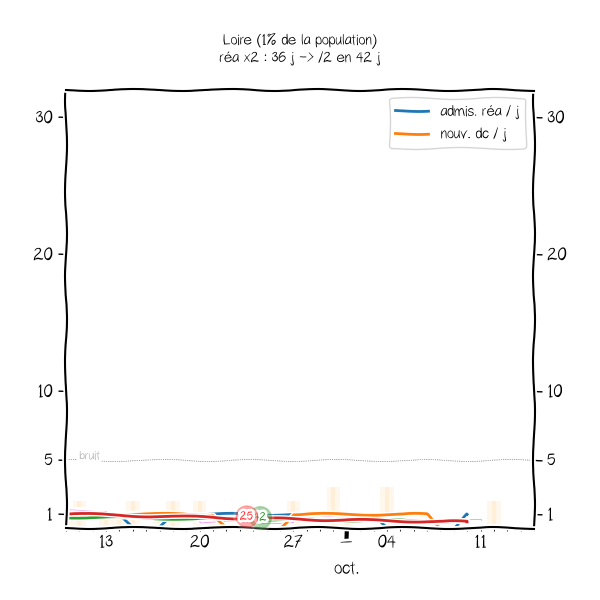 Loire (1% de la population)
réa x2 : 36 j -> /2 en 42 j
admis. réa / j
nouv. dc / j
30 30
20 20
10 10
5 bruit 5
1 25 1
13 20 27 04 11
oct.